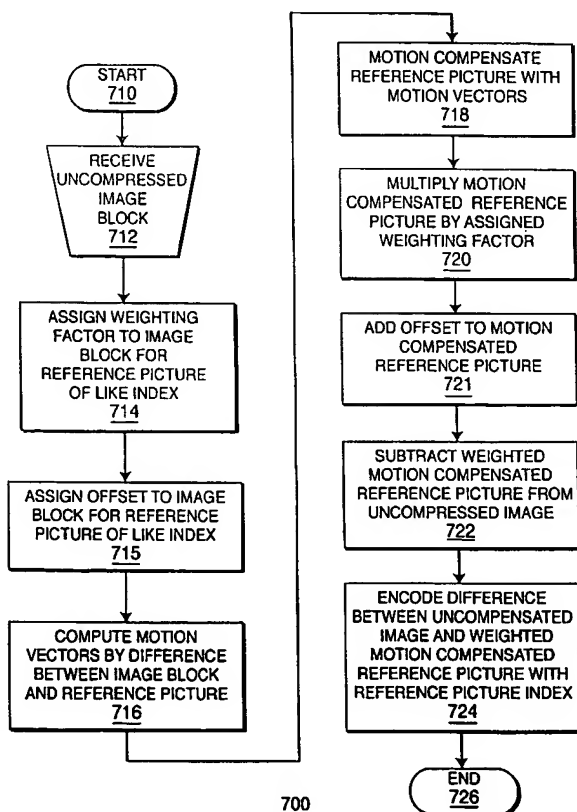 START
710
RECEIVE
UNCOMPRESSED
IMAGE
BLOCK
712
ASSIGN WEIGHTING
FACTOR TO IMAGE
BLOCK FOR
REFERENCE PICTURE
OF LIKE INDEX
714
ASSIGN OFFSET TO IMAGE
BLOCK FOR REFERENCE
PICTURE OF LIKE INDEX
715
COMPUTE MOTION
VECTORS BY DIFFERENCE
BETWEEN IMAGE BLOCK
AND REFERENCE PICTURE
716
MOTION COMPENSATE
REFERENCE PICTURE WITH
MOTION VECTORS
718
MULTIPLY MOTION
COMPENSATED REFERENCE
PICTURE BY ASSIGNED
WEIGHTING FACTOR
720
ADD OFFSET TO MOTION
COMPENSATED
REFERENCE PICTURE
721
SUBTRACT WEIGHTED
MOTION COMPENSATED
REFERENCE PICTURE FROM
UNCOMPRESSED IMAGE
722
ENCODE DIFFERENCE
BETWEEN UNCOMPENSATED
IMAGE AND WEIGHTED
MOTION COMPENSATED
REFERENCE PICTURE WITH
REFERENCE PICTURE INDEX
724
END
726
700